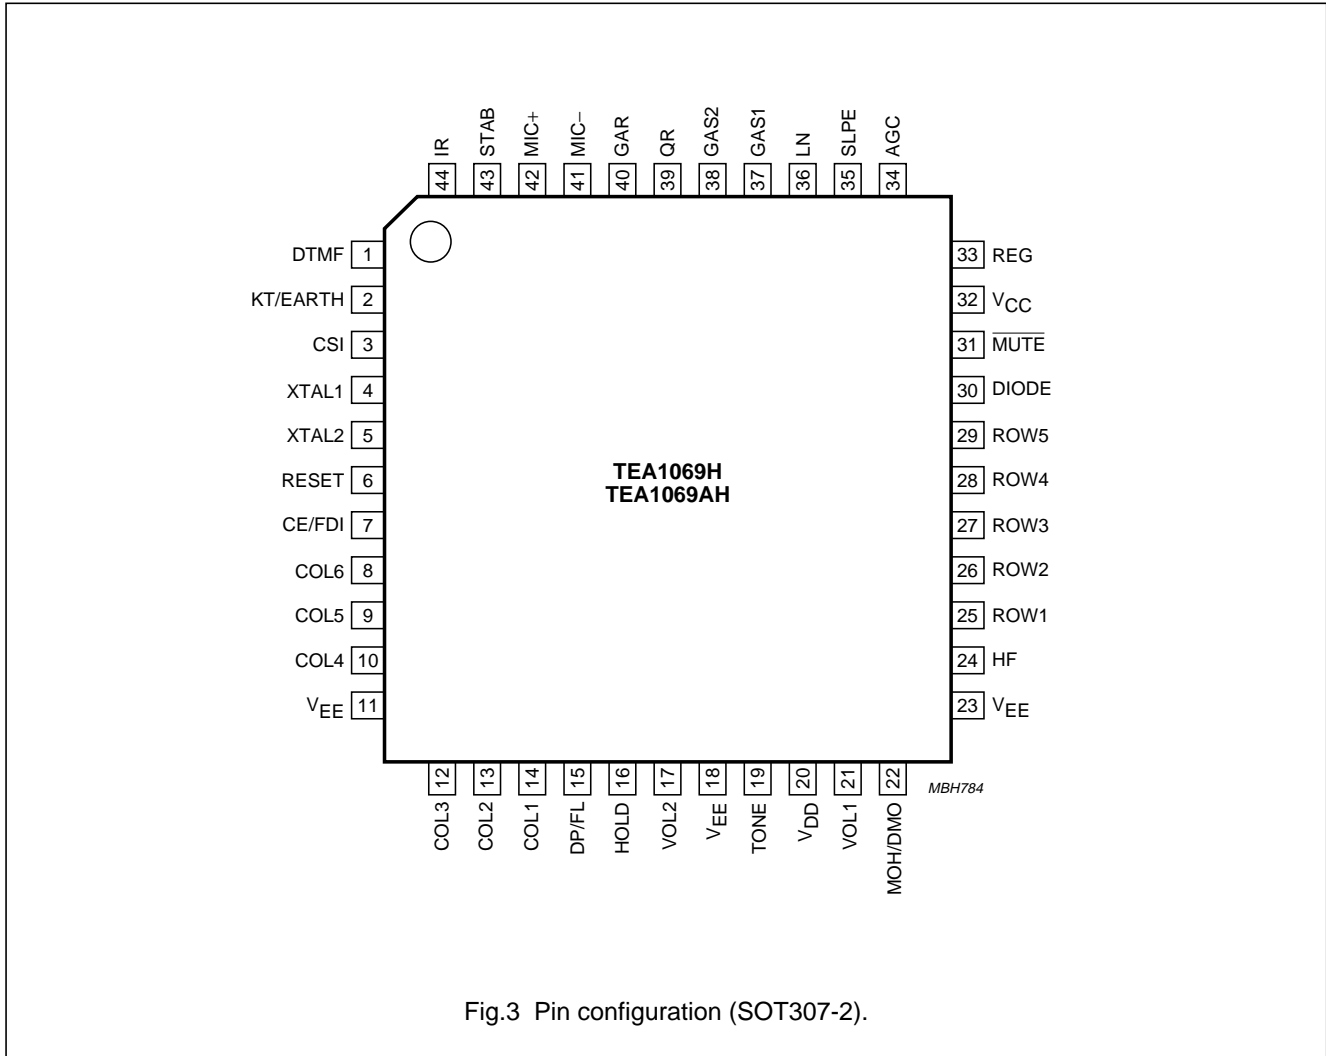 IR
STAB
MIC+
MIC−
GAR
QR
GAS2
GAS1
LN
SLPE
AGC
44
43
42
41
40
39
38
37
36
35
34
DTMF 1
KT/EARTH 2
CSI 3
XTAL1 4
XTAL2 5
RESET 6
CE/FDI 7
COL6 8
COL5 9
COL4 10
VEE 11
TEA1069H
TEA1069AH
33 REG
32 VCC
31 MUTE
30 DIODE
29 ROW5
28 ROW4
27 ROW3
26 ROW2
25 ROW1
24 HF
23 VEE
12
13
14
15
16
17
18
19
20
21
22
COL3
COL2
COL1
DP/FL
HOLD
VOL2
VEE
TONE
VDD
VOL1
MOH/DMO
MBH784
Fig.3 Pin configuration (SOT307-2).